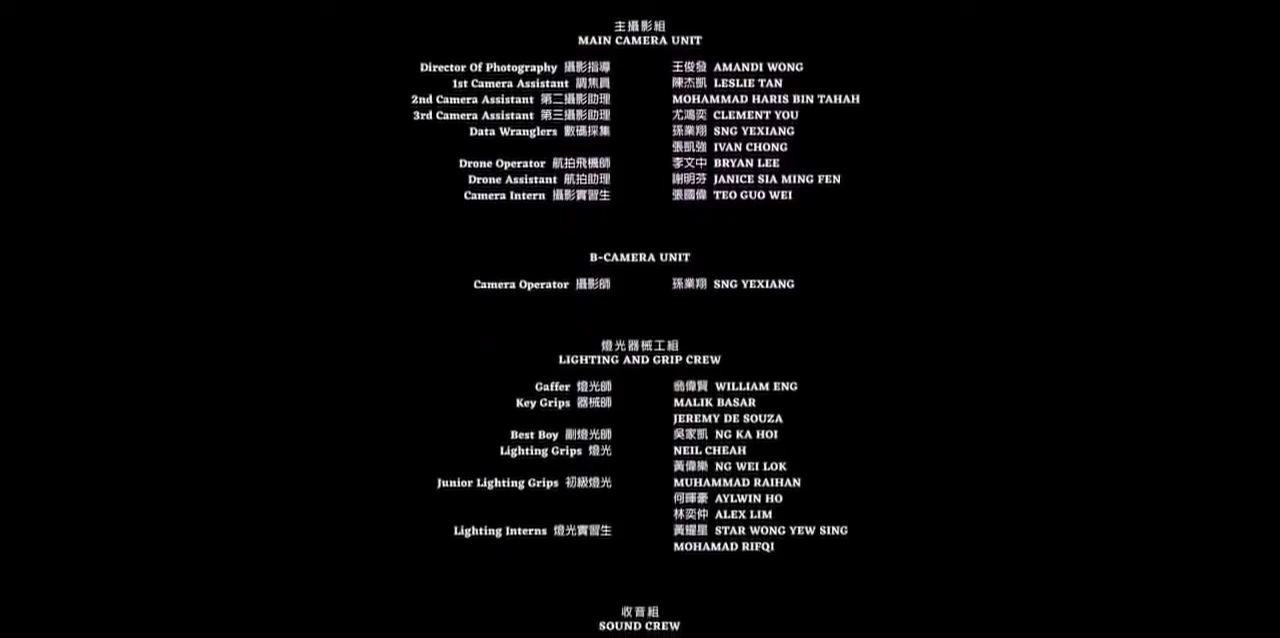 主攝影組
MAIN CAMERA UNIT
Director Of Photography 攝影指導 王俊發 AMANDI WONG
1st Camera Assistant 調焦員 陳杰凱 LESLIE TAN
2nd Camera Assistant 第二攝影助理 MOHAMMAD HARIS BIN TAHAH
3rd Camera Assistant 第三攝影助理 尤鴻奕 CLEMENT YOU
Data Wranglers 數碼採集 孫業翔 SNG YEXIANG
張凱強 IVAN CHONG
Drone Operator 航拍飛機師 李文中 BRYAN LEE
Drone Assistant 航拍助理 謝明芬 JANICE SIA MING FEN
Camera Intern 攝影實習生 張國偉 TEO GUO WEI
B-CAMERA UNIT
Camera Operator 攝影師 孫業翔 SNG YEXIANG
燈光器械工組
LIGHTING AND GRIP CREW
Gaffer 燈光師 翁偉賢 WILLIAM ENG
Key Grips 器械師 MALIK BASAR
JEREMY DE SOUZA
Best Boy 副燈光師 吳家凱 NG KA HOI
Lighting Grips 燈光 NEIL CHEAH
黃偉樂 NG WEI LOK
Junior Lighting Grips 初級燈光 MUHAMMAD RAIHAN
何暉豪 AYLWIN HO
林奕仲 ALEX LIM
Lighting Interns 燈光實習生 黃耀星 STAR WONG YEW SING
MOHAMAD RIFQI
收音組
SOUND CREW